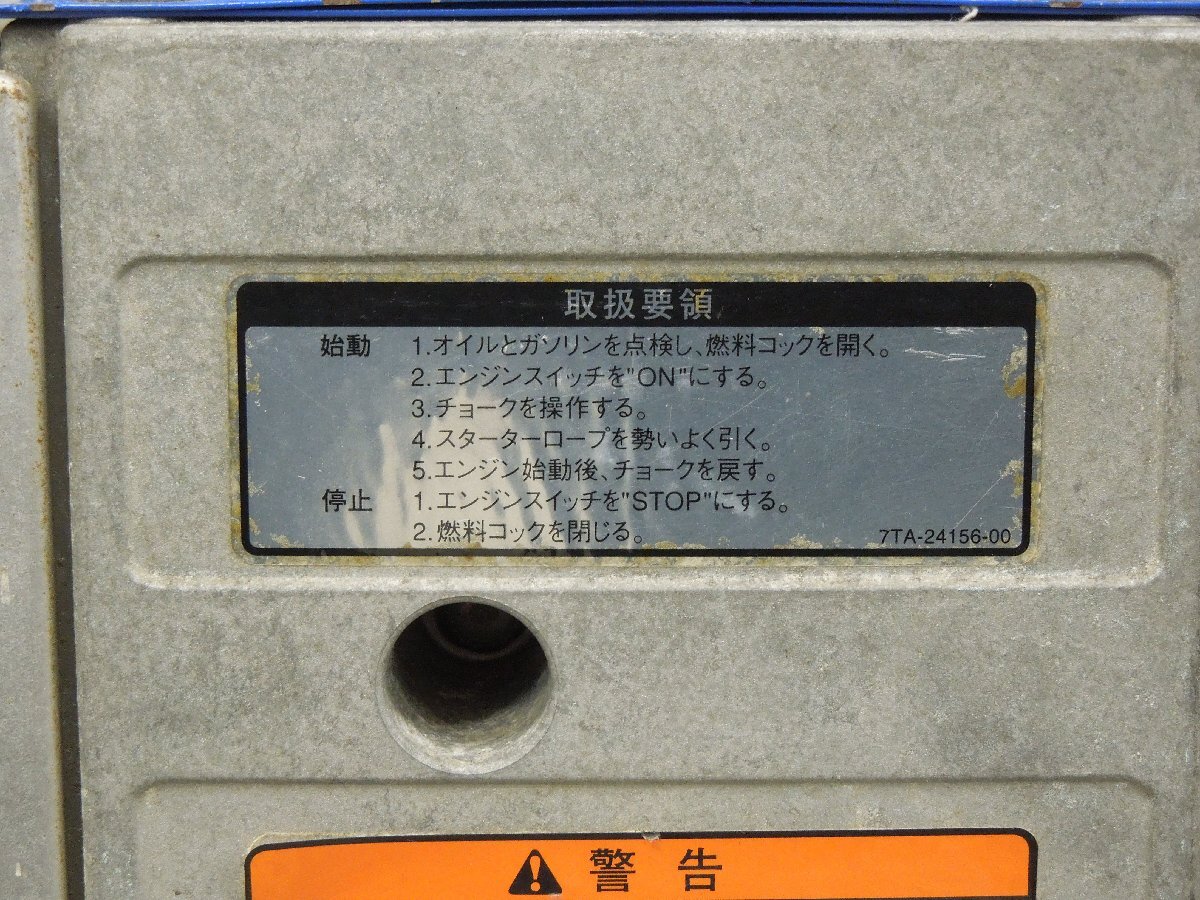 取扱要領
始動 1.オイルとガソリンを点検し、燃料コックを開く。
2.エンジンスイッチを"ON"にする。
3.チョークを操作する。
4.スターターロープを勢いよく引く。
5.エンジン始動後、チョークを戻す。
停止 1.エンジンスイッチを"STOP"にする。
2.燃料コックを閉じる。
7TA-24156-00
警告